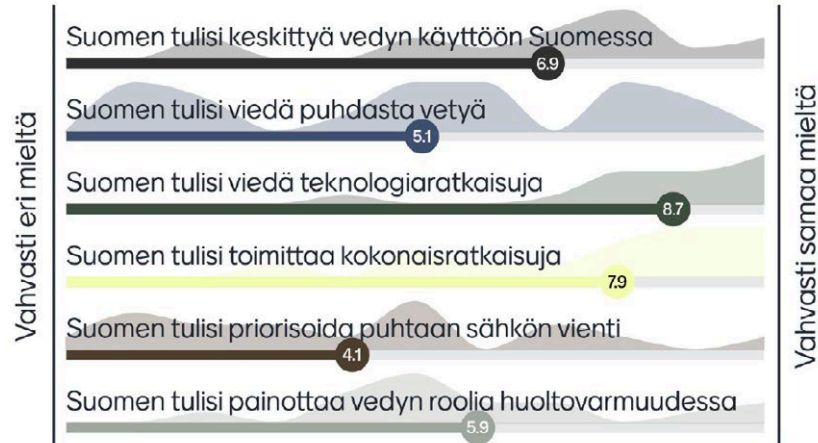 Vahvasti eri mieltä
Suomen tulisi keskittyä vedyn käyttöön Suomessa
6.9
Suomen tulisi viedä puhdasta vetyä
5.1
Suomen tulisi viedä teknologiaratkaisuja
8.7
Suomen tulisi toimittaa kokonaisratkaisuja
7.9
Suomen tulisi priorisoida puhtaan sähkön vienti
4.1
Suomen tulisi painottaa vedyn roolia huoltovarmuudessa
5.9
Vahvasti samaa mieltä